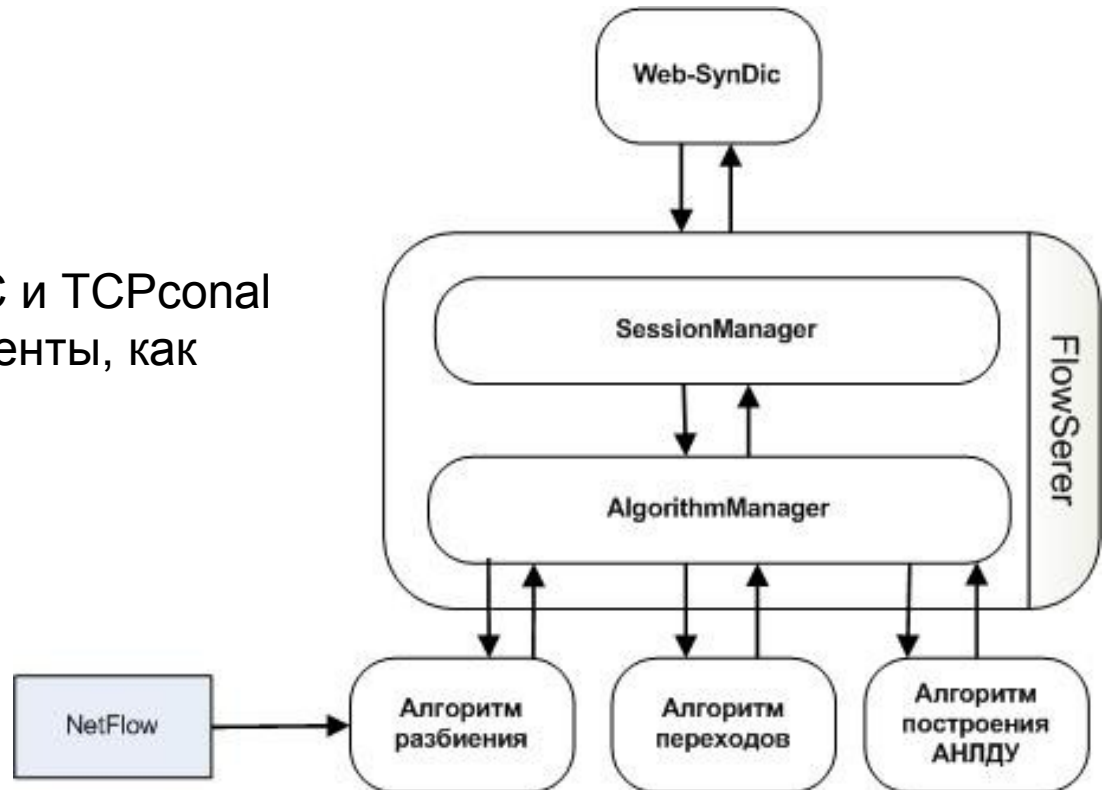 Web-SynDic
С и TCPconal
енты, как
SessionManager
FlowSerer
AlgorithmManager
NetFlow
Алгоритм
разбиения
Алгоритм
переходов
Алгоритм
построения
АНЛДУ